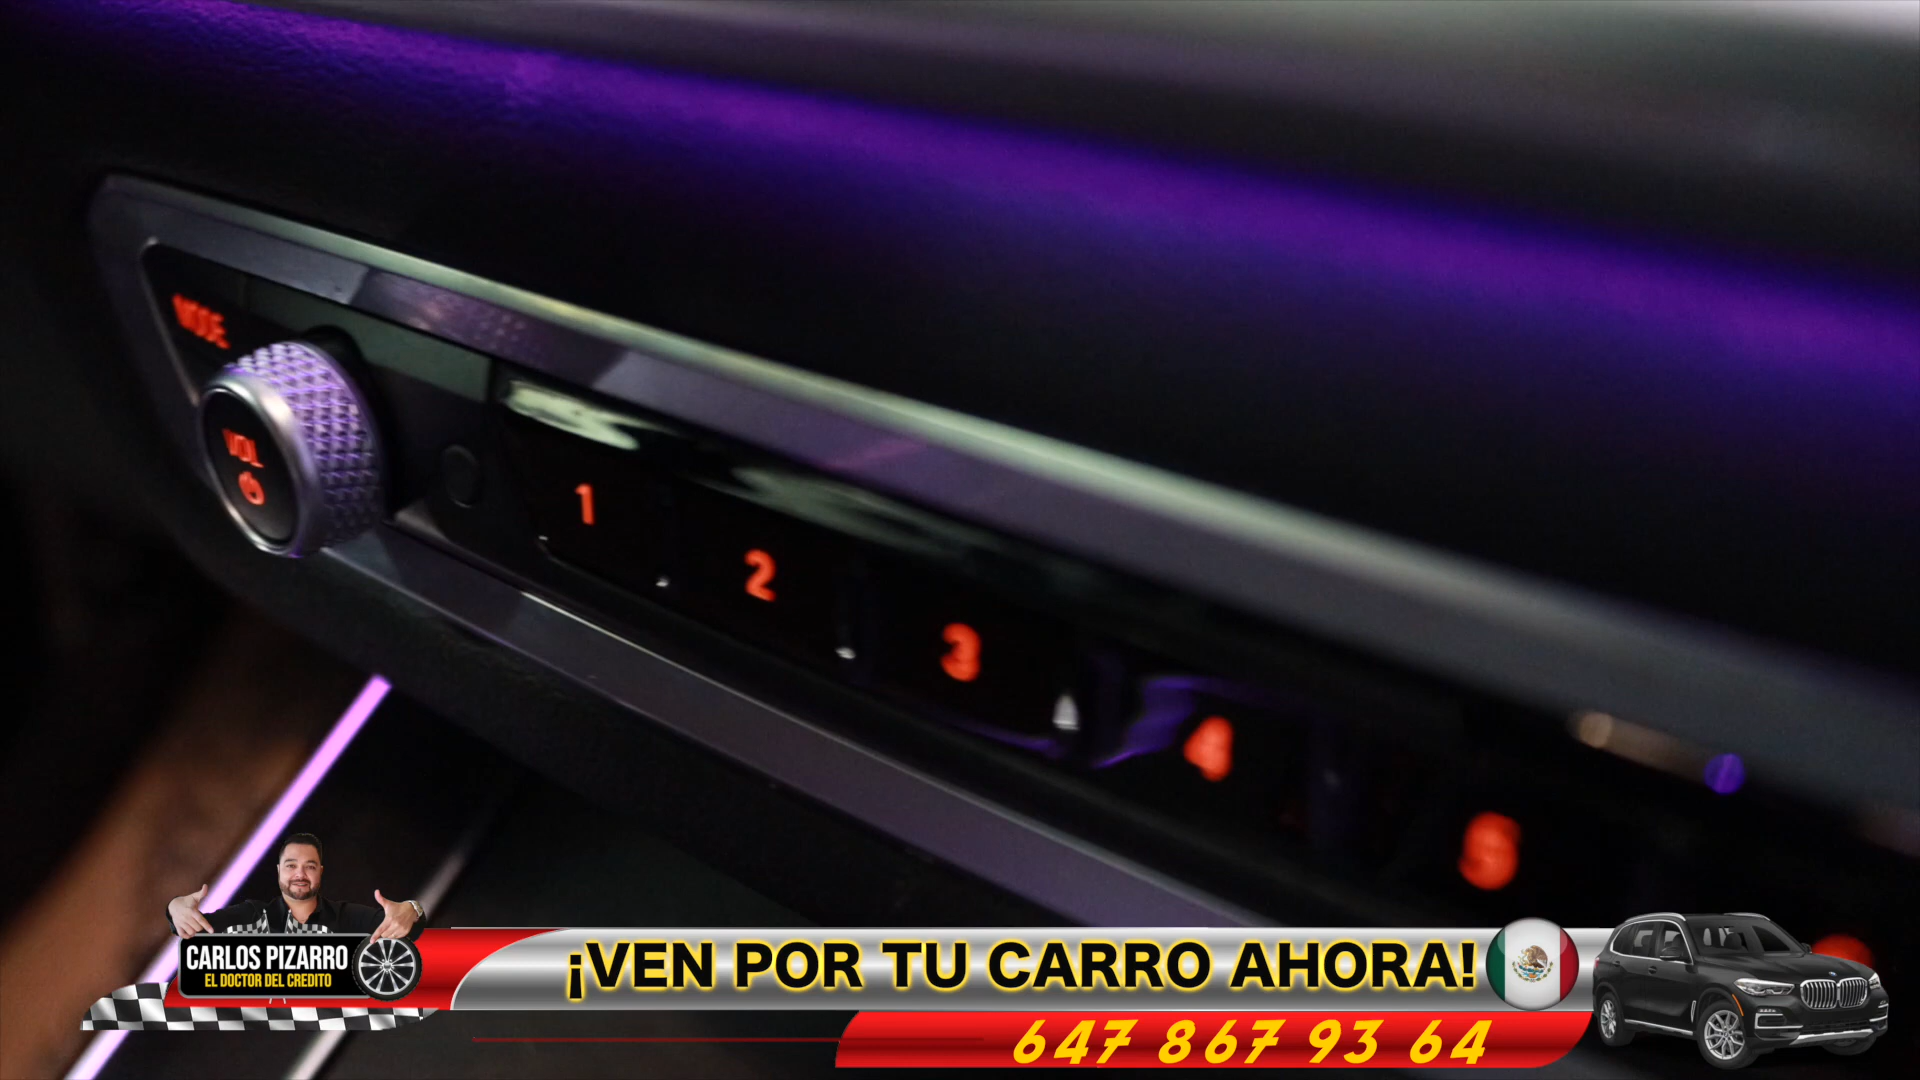 MODE
VOL
1
2
3
4
5
CARLOS PIZARRO
EL DOCTOR DEL CREDITO
¡VEN POR TU CARRO AHORA!
647 867 93 64